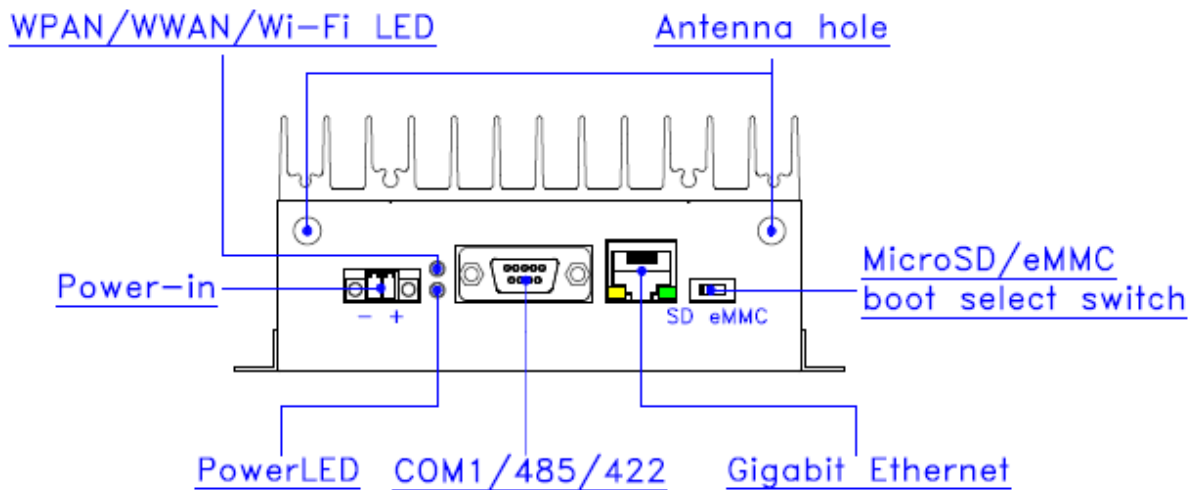 WPAN/WWAN/Wi-Fi LED
Antenna hole
MicroSD/eMMC
boot select switch
Power-in
- +
SD eMMC
PowerLED
COM1/485/422
Gigabit Ethernet